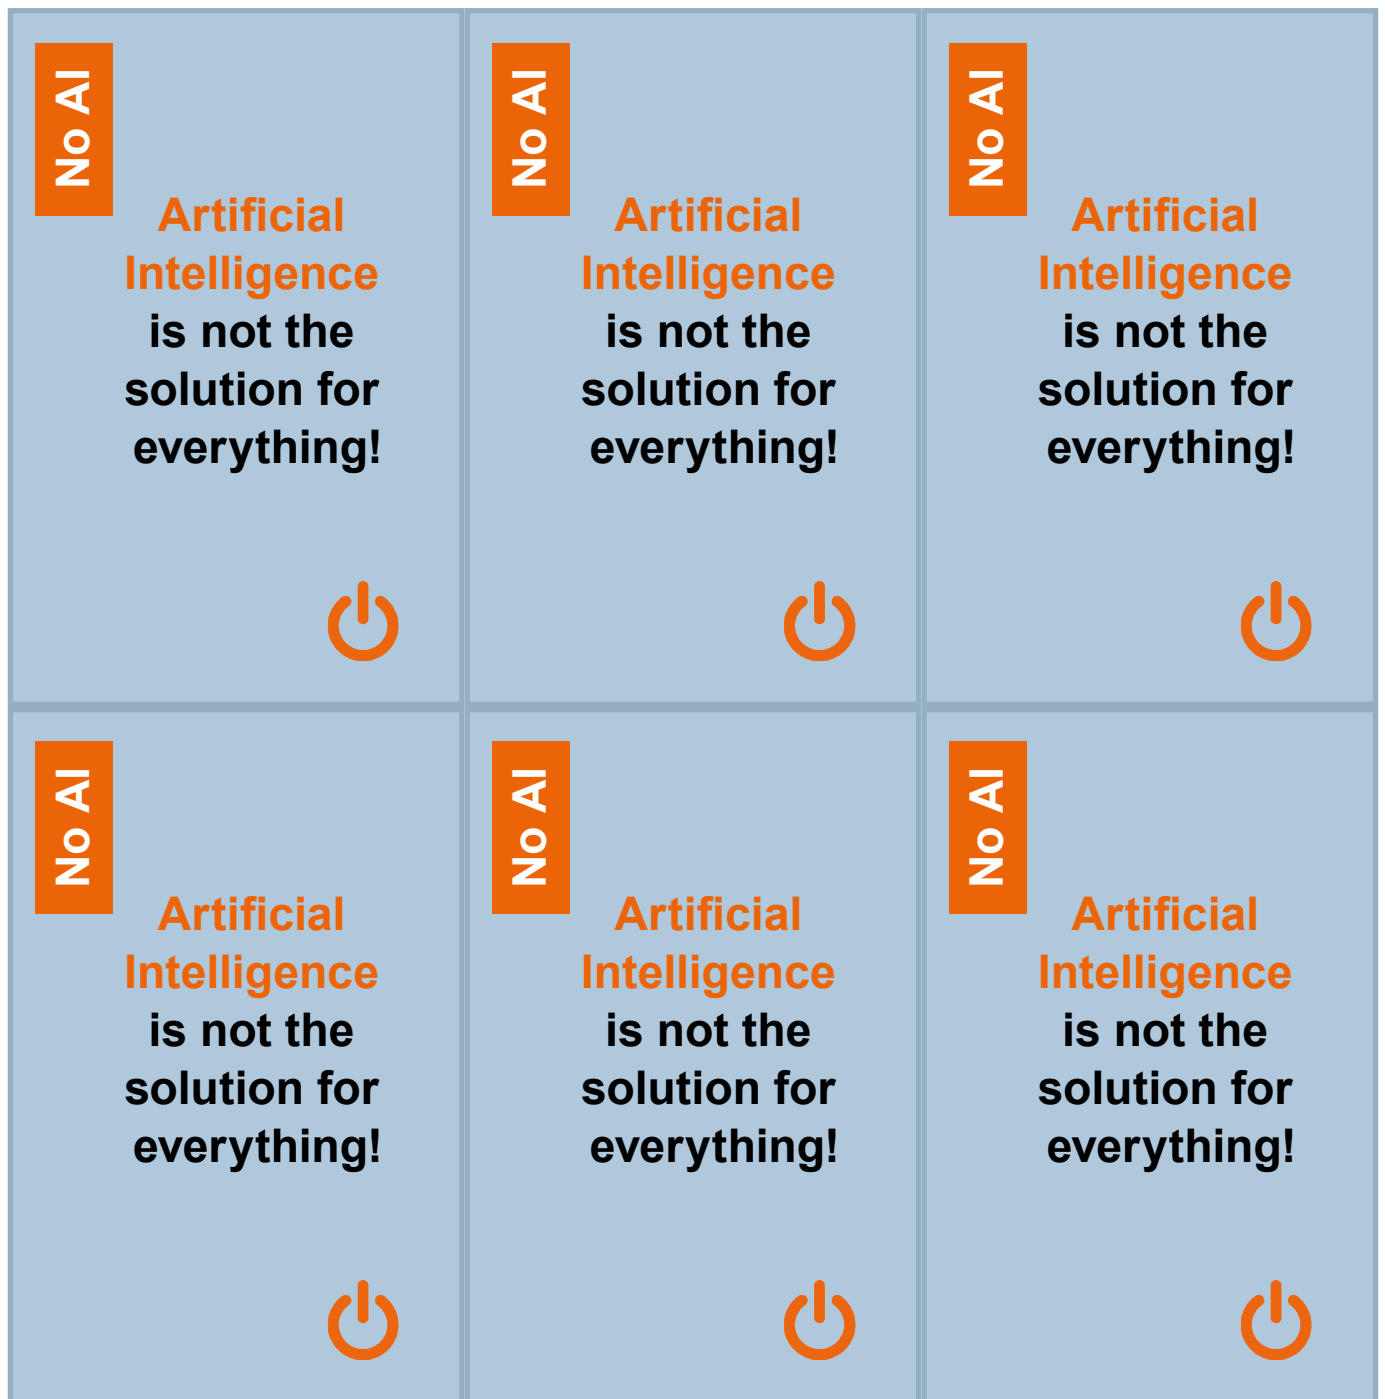 No AI
Artificial
Intelligence
is not the
solution for
everything!
No AI
Artificial
Intelligence
is not the
solution for
everything!
No AI
Artificial
Intelligence
is not the
solution for
everything!
No AI
Artificial
Intelligence
is not the
solution for
everything!
No AI
Artificial
Intelligence
is not the
solution for
everything!
No AI
Artificial
Intelligence
is not the
solution for
everything!